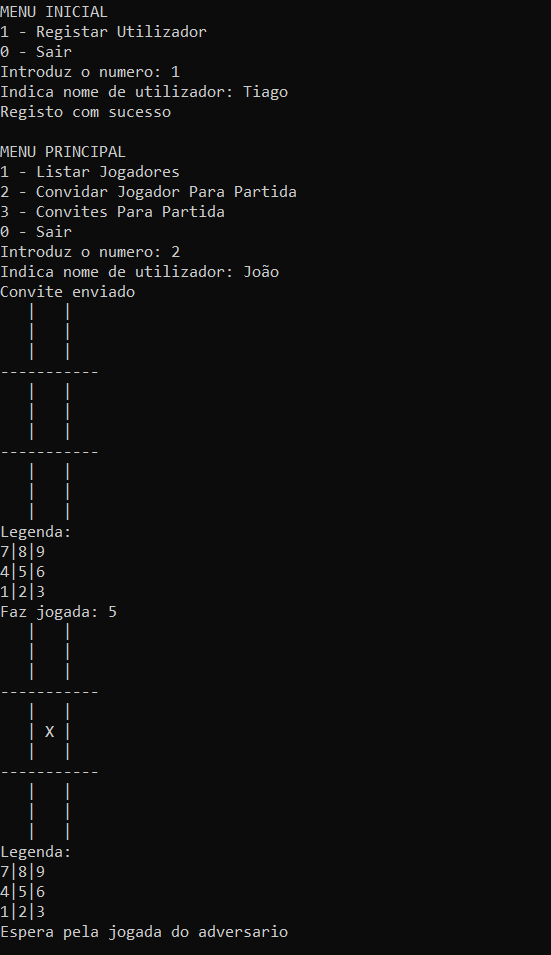 MENU INICIAL
1 - Registar Utilizador
0 - Sair
Introduz o numero: 1
Indica nome de utilizador: Tiago
Registo com sucesso

MENU PRINCIPAL
1 - Listar Jogadores
2 - Convidar Jogador Para Partida
3 - Convites Para Partida
0 - Sair
Introduz o numero: 2
Indica nome de utilizador: João
Convite enviado
   |   |
   |   |
   |   |
-----------
   |   |
   |   |
   |   |
-----------
   |   |
   |   |
   |   |
Legenda:
7|8|9
4|5|6
1|2|3
Faz jogada: 5
   |   |
   |   |
   |   |
-----------
   |   |
   | X |
   |   |
-----------
   |   |
   |   |
   |   |
Legenda:
7|8|9
4|5|6
1|2|3
Espera pela jogada do adversario